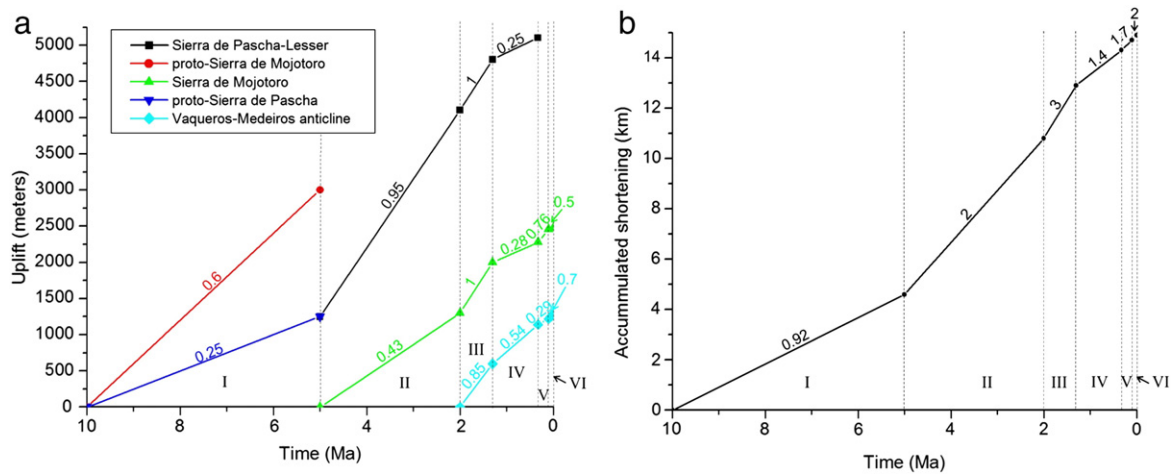 a
5000
4500
4000
3500
3000
2500
2000
1500
1000
500
0
Uplift (meters)
Sierra de Pascha-Lesser
proto-Sierra de Mojotoro
Sierra de Mojotoro
proto-Sierra de Pascha
Vaqueros-Medeiros anticline
0.25
1
0.95
0.6
0.25
0.43
1
0.28
0.76
0.5
0.85
0.54
0.29
0.7
I
II
III
IV
V
VI
10
8
6
4
2
0
Time (Ma)
b
14
12
10
8
6
4
2
0
Accummulated shortening (km)
0.92
2
3
1.4
1.7
2
I
II
III
IV
V
VI
10
8
6
4
2
0
Time (Ma)